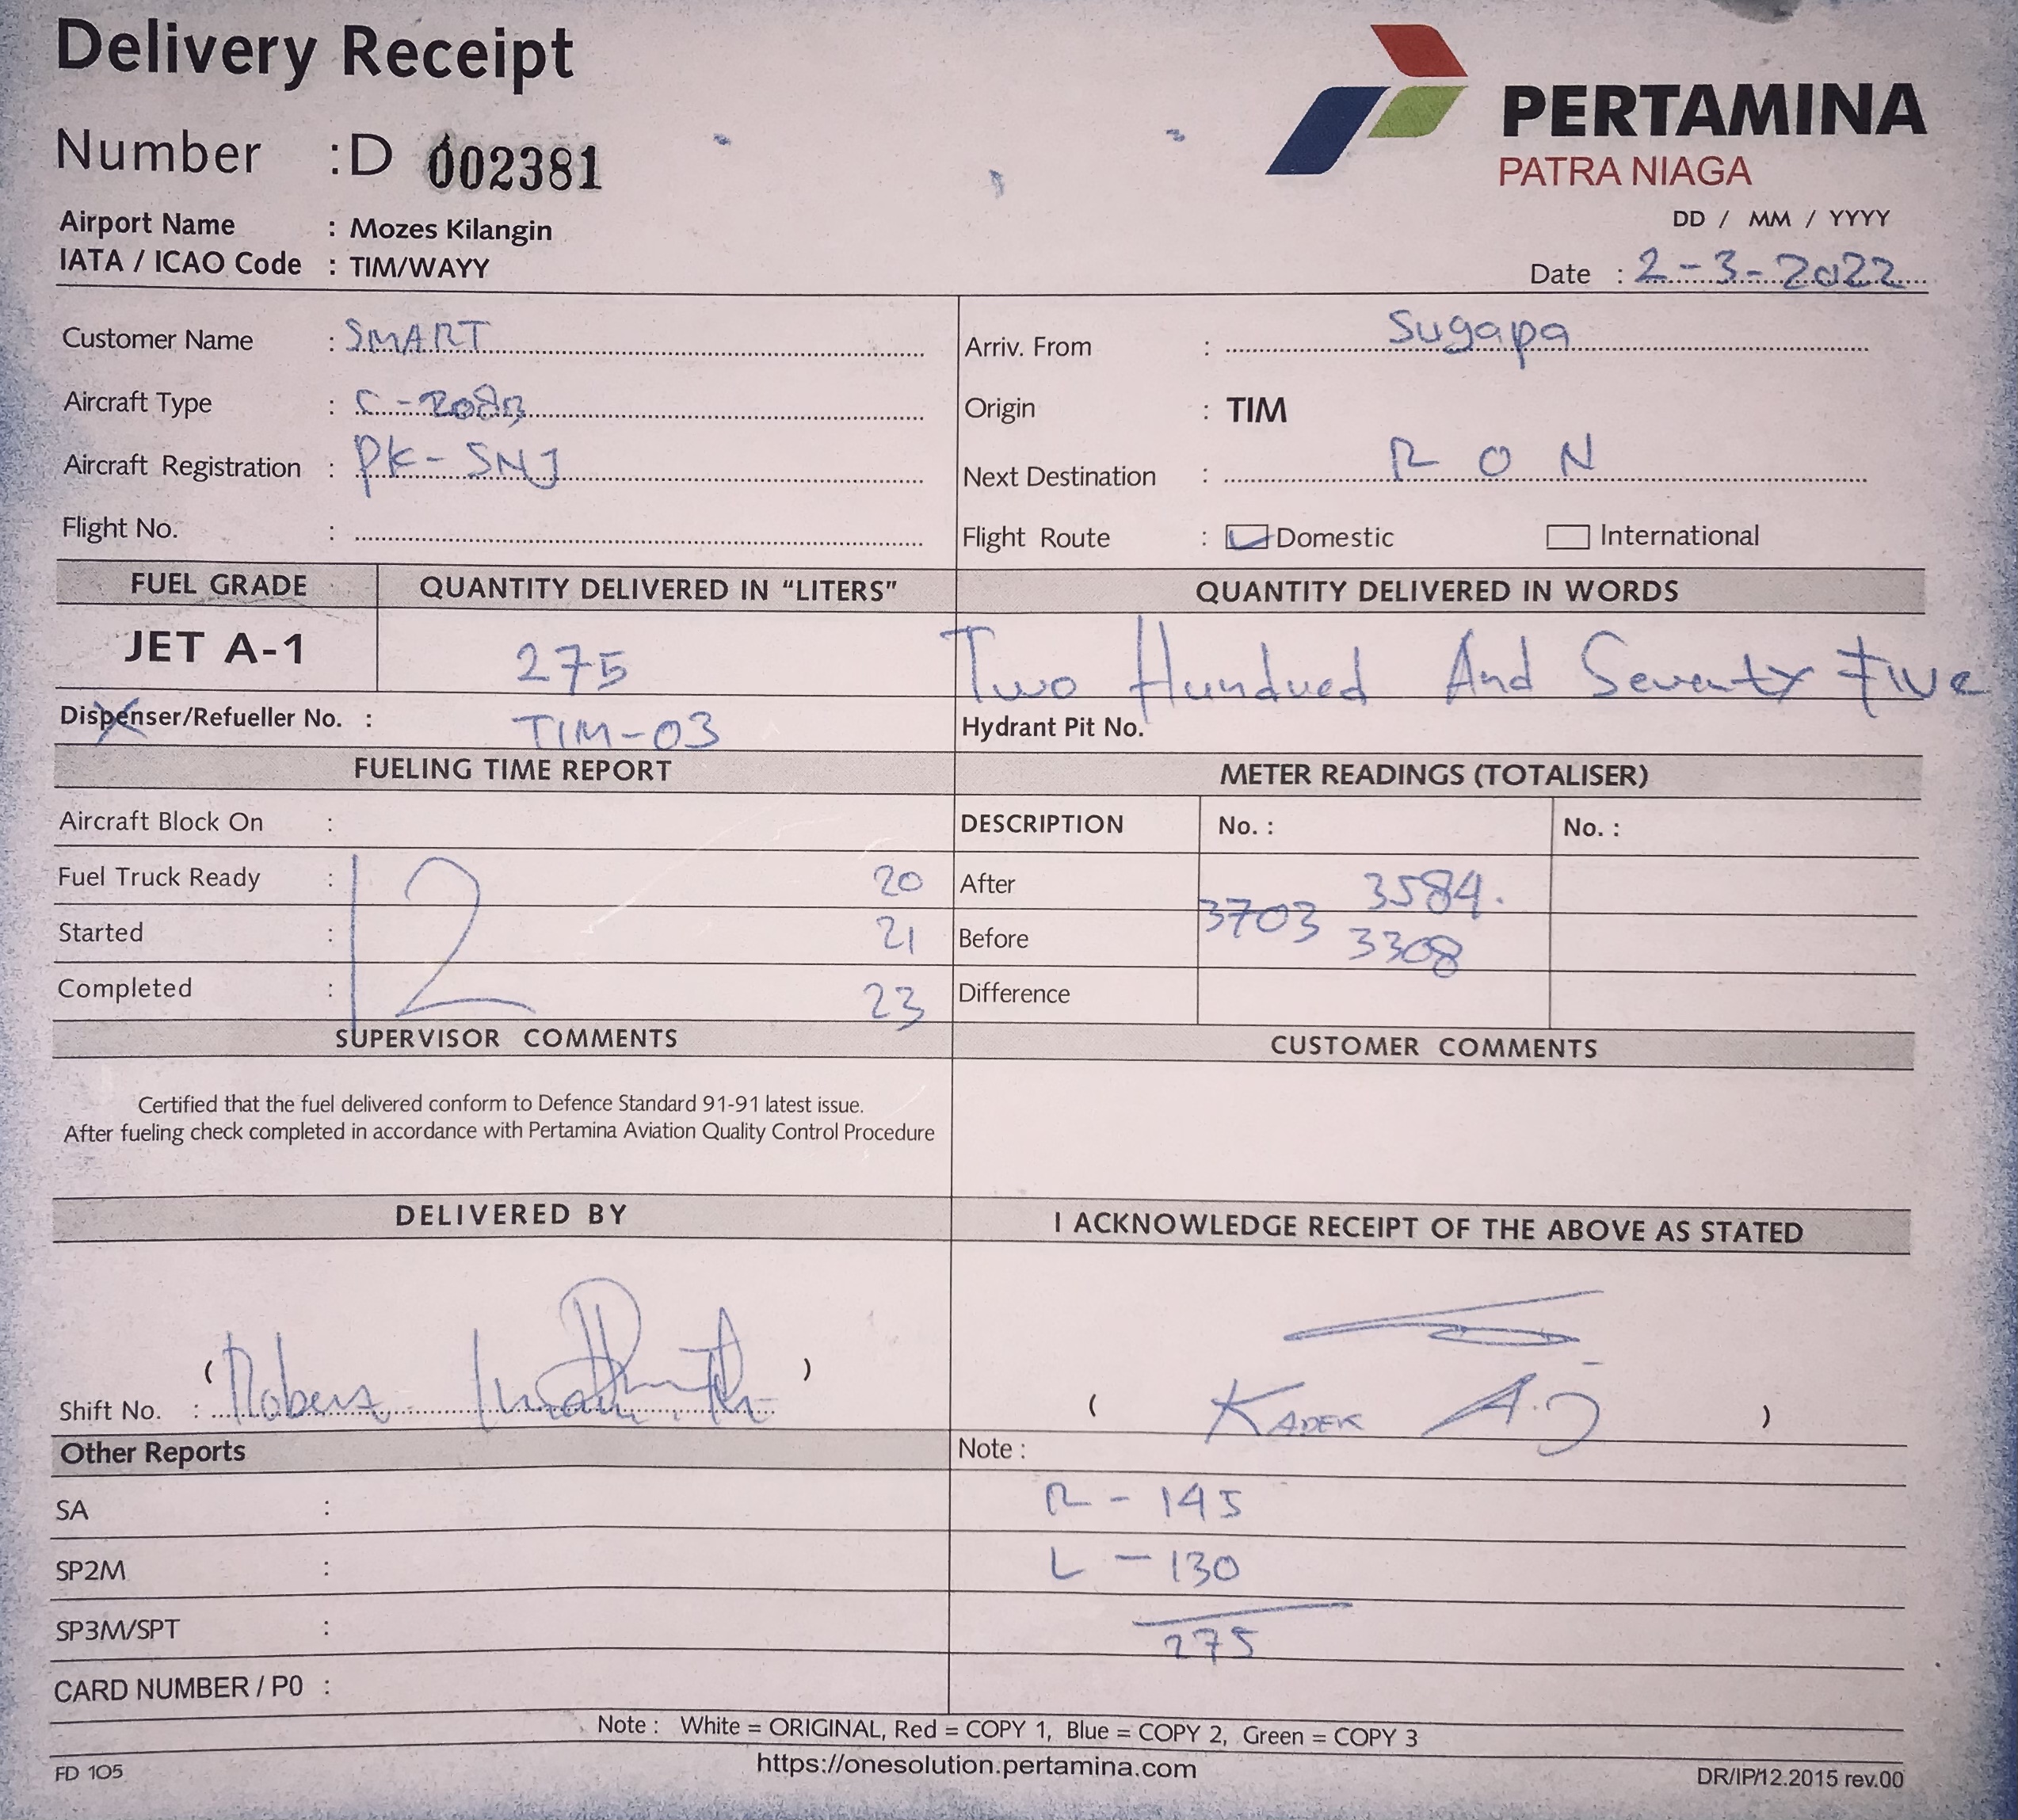 Delivery Receipt
PERTAMINA
PATRA NIAGA
Number : D 002381
Airport Name : Mozes Kilangin
IATA / ICAO Code : TIM/WAYY
DD / MM / YYYY
Date : 2-3-2022
Customer Name : SMART
Arriv. From : Sugapa
Aircraft Type : C-208B
Origin : TIM
Aircraft Registration : PK-SNJ
Next Destination : RON
Flight No. :
Flight Route : Domestic International
FUEL GRADE QUANTITY DELIVERED IN “LITERS” QUANTITY DELIVERED IN WORDS
JET A-1 275 Two Hundred And Seventy Five
Dispenser/Refueller No. : TIM-03 Hydrant Pit No.
FUELING TIME REPORT METER READINGS (TOTALISER)
Aircraft Block On : DESCRIPTION No. : No. :
Fuel Truck Ready : 12 20 After 3584.
Started : 21 Before 3703 3308
Completed : 23 Difference
SUPERVISOR COMMENTS CUSTOMER COMMENTS
Certified that the fuel delivered conform to Defence Standard 91-91 latest issue.
After fueling check completed in accordance with Pertamina Aviation Quality Control Procedure
DELIVERED BY I ACKNOWLEDGE RECEIPT OF THE ABOVE AS STATED
Shift No. : ( ) ( KADEK A.J )
Other Reports Note :
SA : R - 145
SP2M : L - 130
SP3M/SPT : 275
CARD NUMBER / P0 :
Note : White = ORIGINAL, Red = COPY 1, Blue = COPY 2, Green = COPY 3
FD 105 https://onesolution.pertamina.com DR/IP/12.2015 rev.00